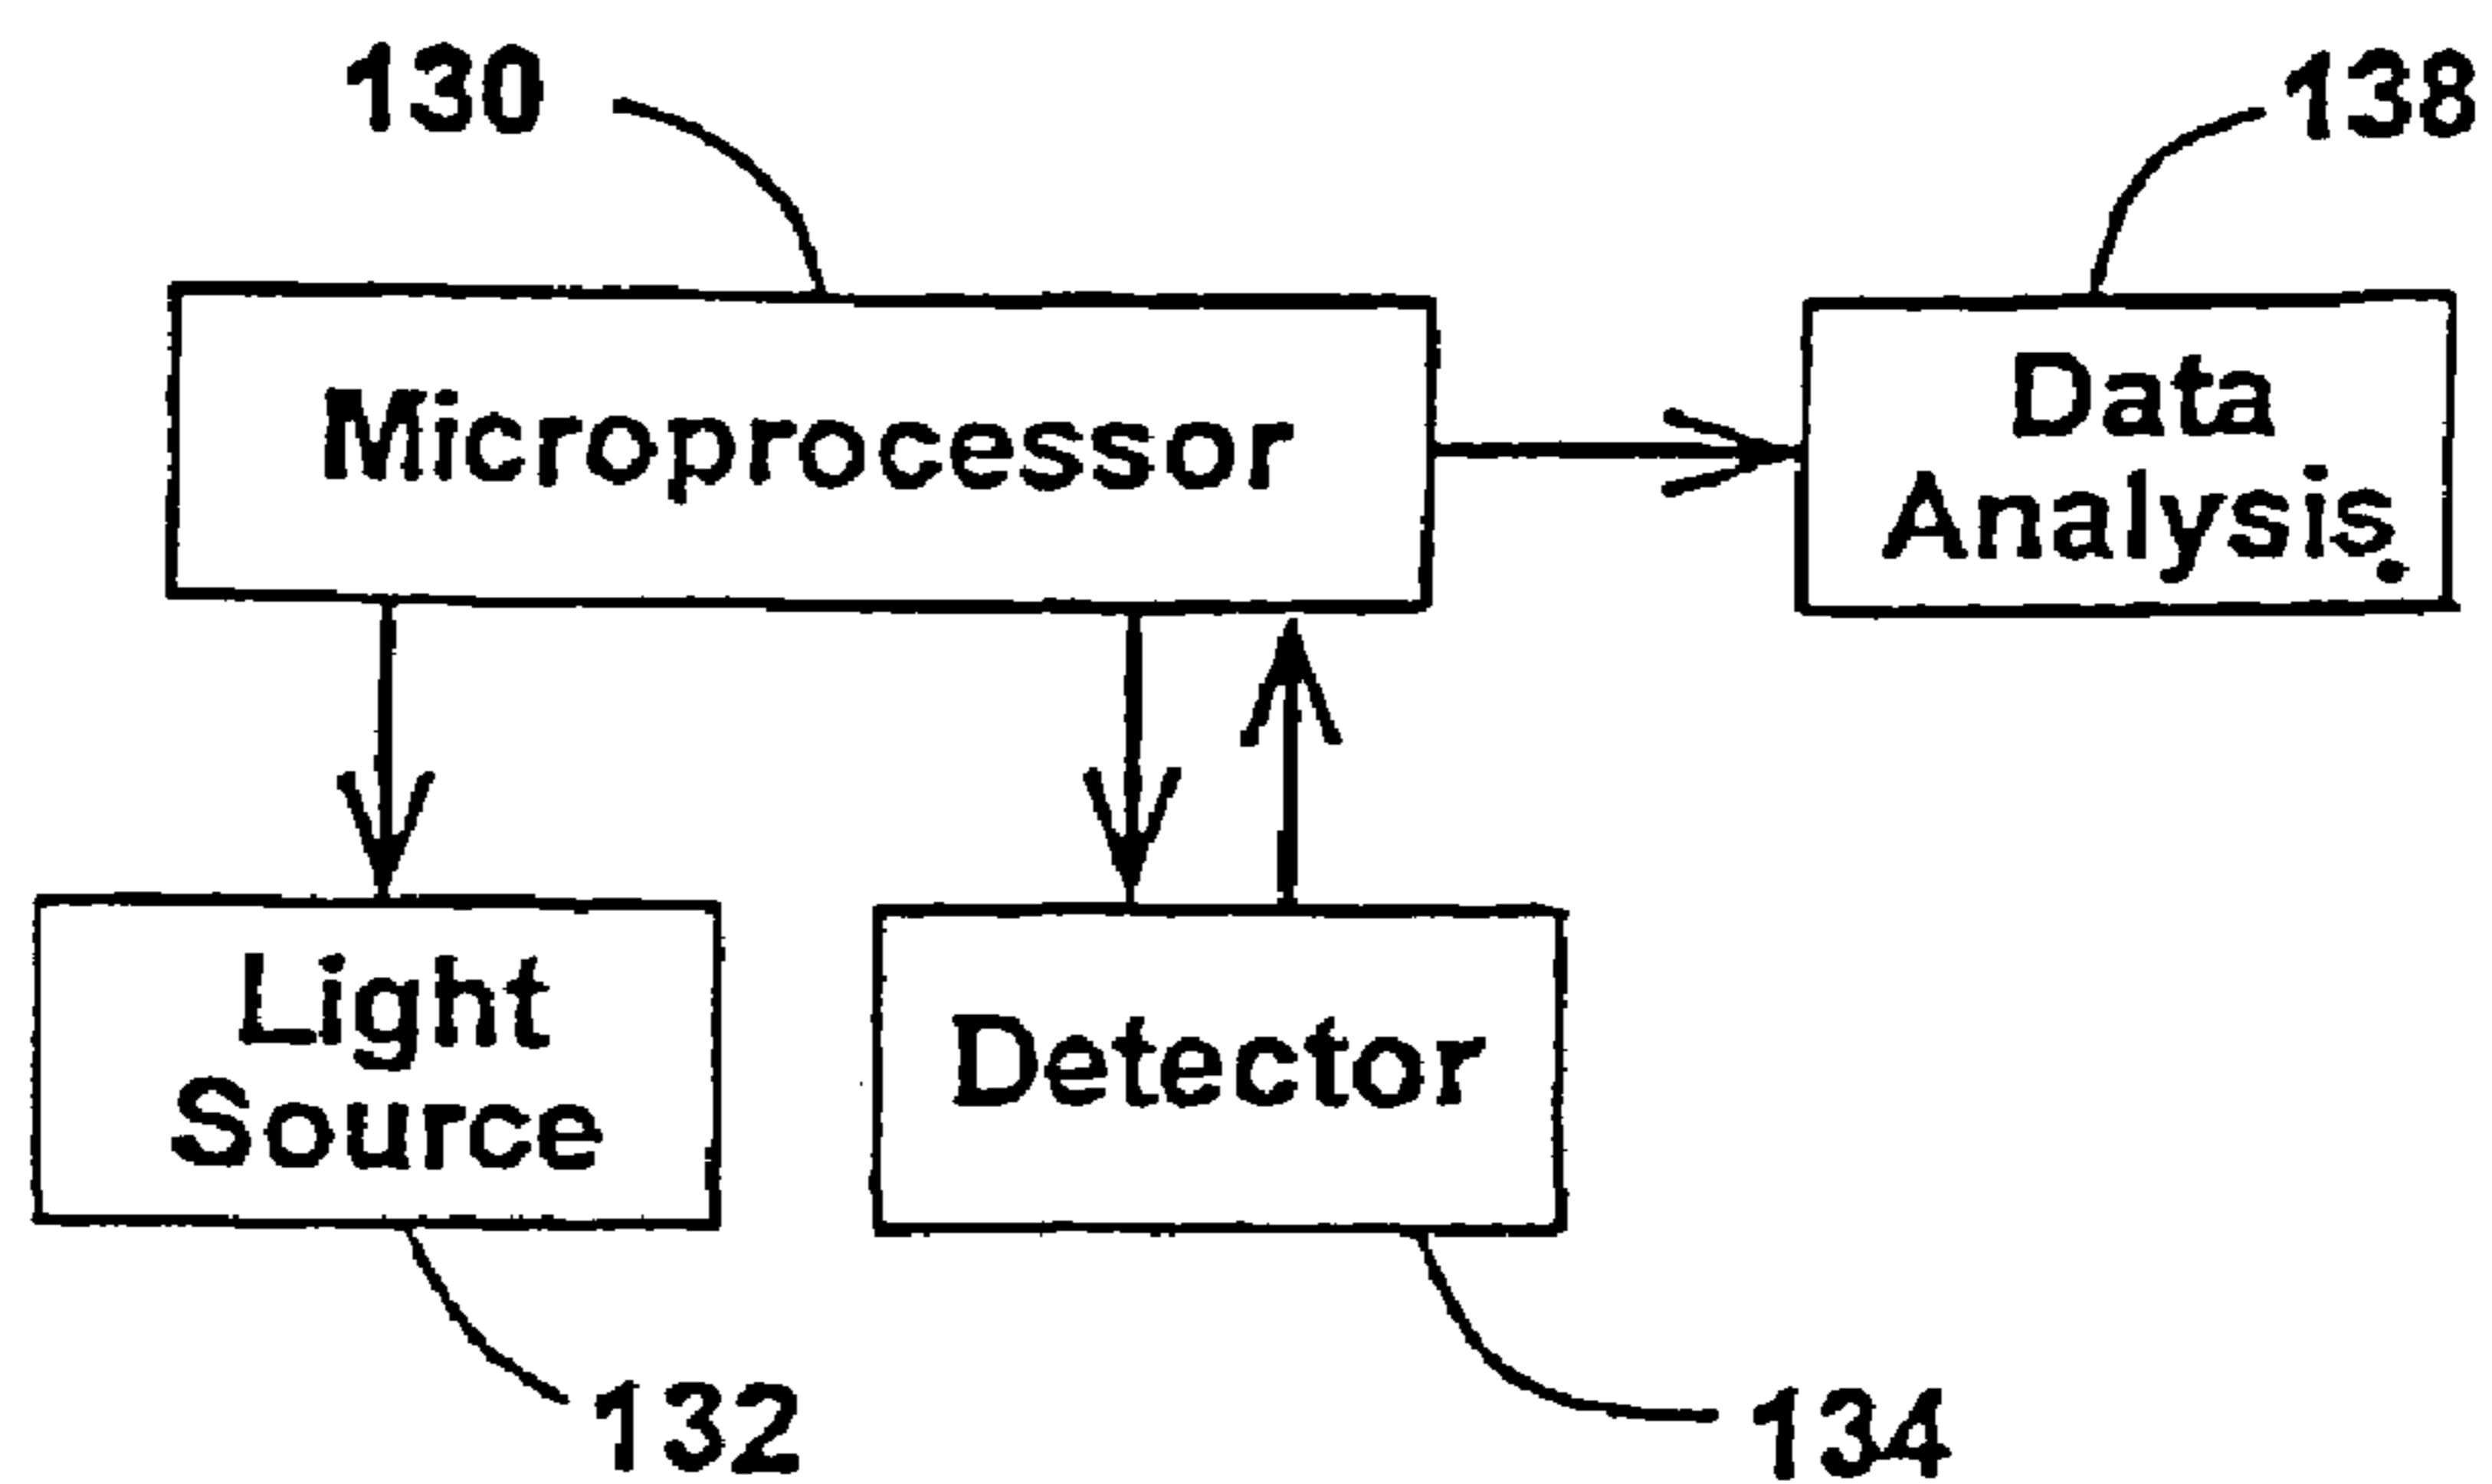 130
138
Microprocessor
Data
Analysis
Light
Source
Detector
132
134